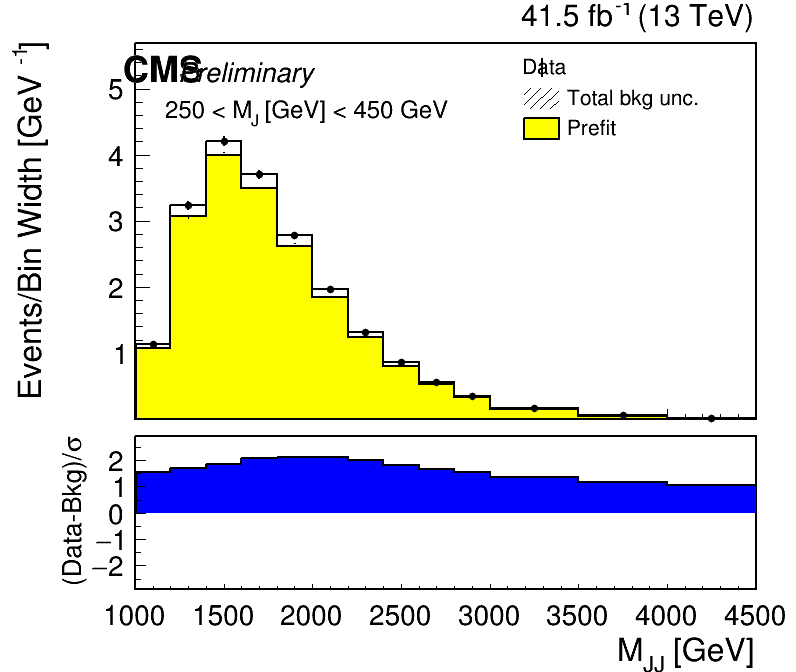 41.5 fb⁻¹ (13 TeV)
CMS Preliminary
250 < M_J [GeV] < 450 GeV
Data
Total bkg unc.
Prefit
Events/Bin Width [GeV⁻¹]
5
4
3
2
1
(Data-Bkg)/σ
2
1
0
−1
−2
1000 1500 2000 2500 3000 3500 4000 4500
M_JJ [GeV]